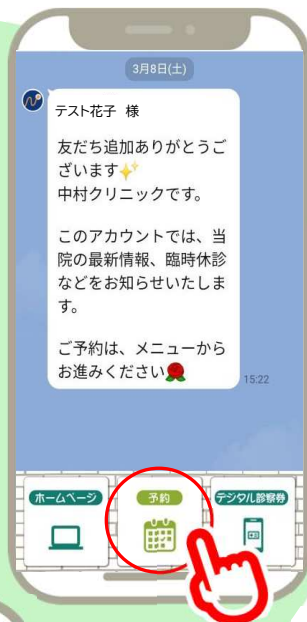 3月8日(土)
テスト花子 様
友だち追加ありがとうご
ざいます✨
中村クリニックです。
このアカウントでは、当
院の最新情報、臨時休診
などをお知らせいたしま
す。
ご予約は、メニューから
お進みください🌹
15:22
ホームページ
予約
デジタル診察券